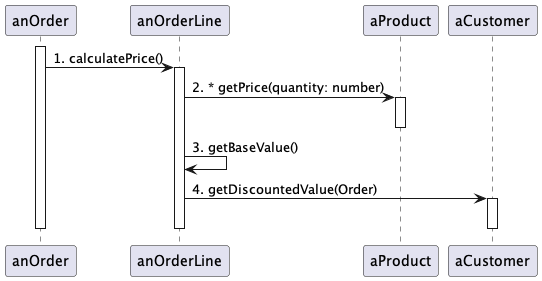 anOrder anOrderLine aProduct aCustomer
1. calculatePrice()
2. * getPrice(quantity: number)
3. getBaseValue()
4. getDiscountedValue(Order)
anOrder anOrderLine aProduct aCustomer